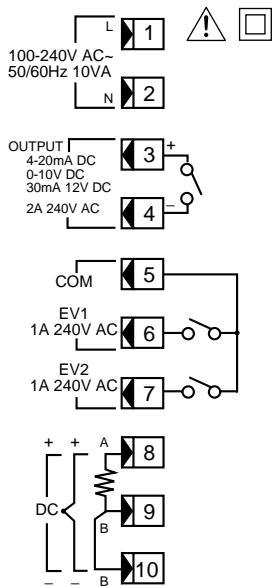 L
1
100-240V AC~
50/60Hz 10VA
N
2
OUTPUT
4-20mA DC
0-10V DC
30mA 12V DC
2A 240V AC
3
+
4
–
COM
5
EV1
1A 240V AC
6
EV2
1A 240V AC
7
+ + A
8
DC
B
9
– – B
10